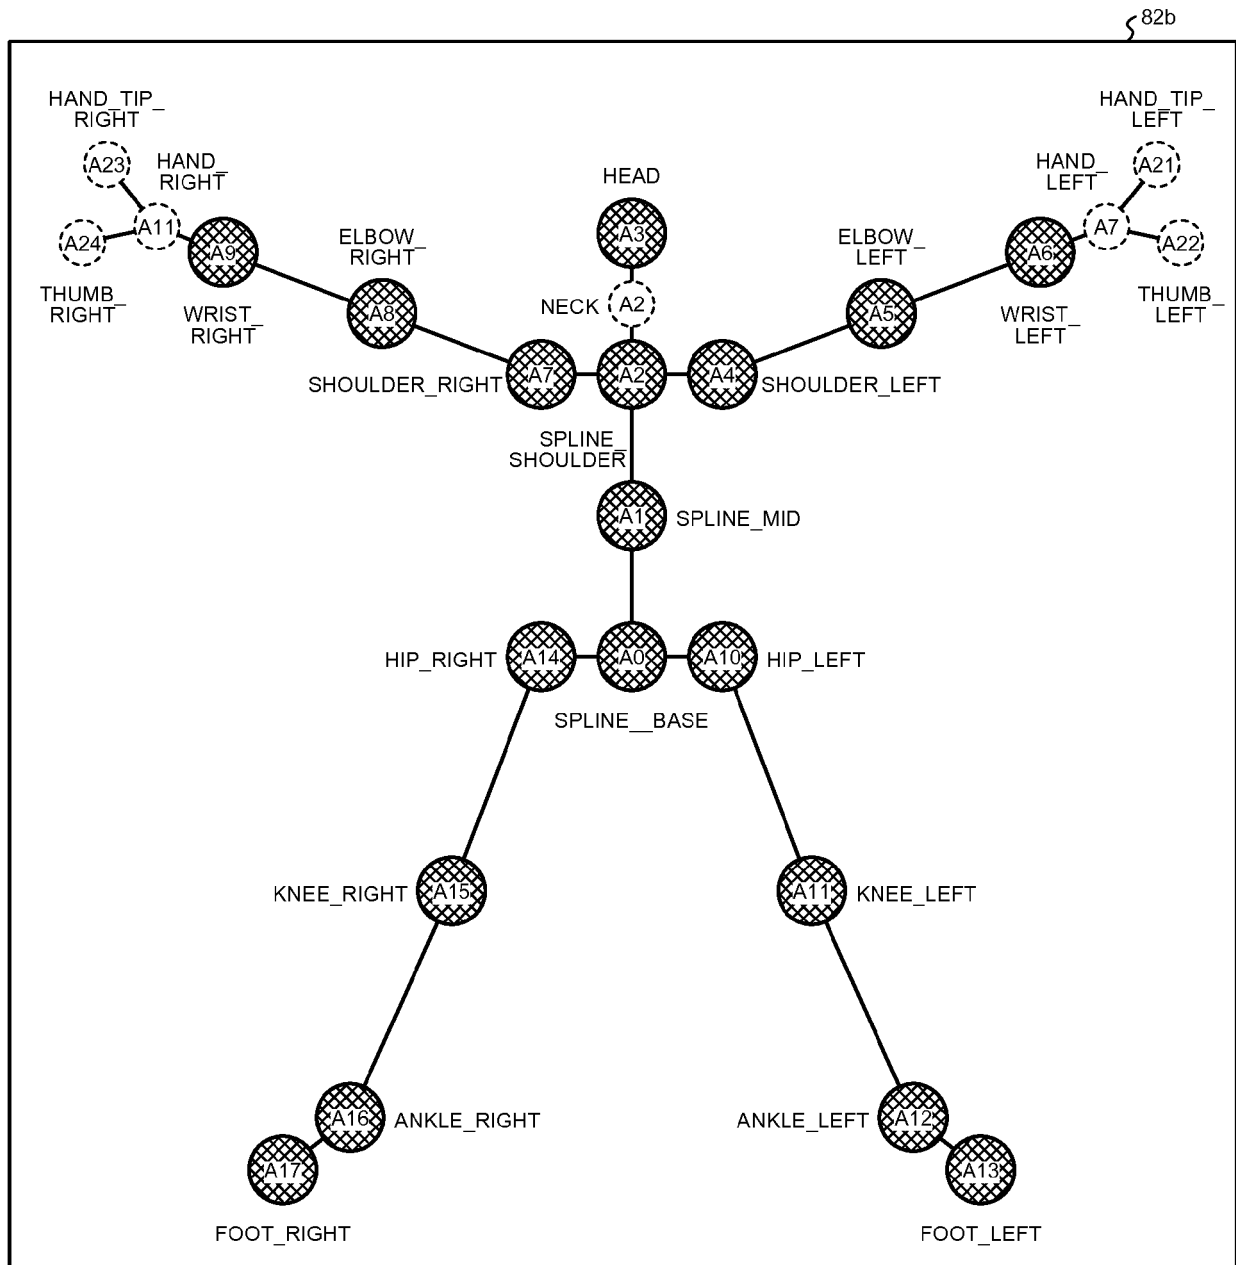 82b
HAND_TIP_
RIGHT
HAND_TIP_
LEFT
A23
HAND_
RIGHT
HEAD
HAND_
LEFT
A21
A11
A24
A9
ELBOW_
RIGHT
A3
ELBOW_
LEFT
A6
A7
A22
THUMB_
RIGHT
WRIST_
RIGHT
A8
NECK
A2
A5
WRIST_
LEFT
THUMB_
LEFT
SHOULDER_RIGHT
A7
A2
A4
SHOULDER_LEFT
SPLINE_
SHOULDER
A1
SPLINE_MID
HIP_RIGHT
A14
A0
A10
HIP_LEFT
SPLINE__BASE
KNEE_RIGHT
A15
A11
KNEE_LEFT
A16
ANKLE_RIGHT
ANKLE_LEFT
A12
A17
A13
FOOT_RIGHT
FOOT_LEFT